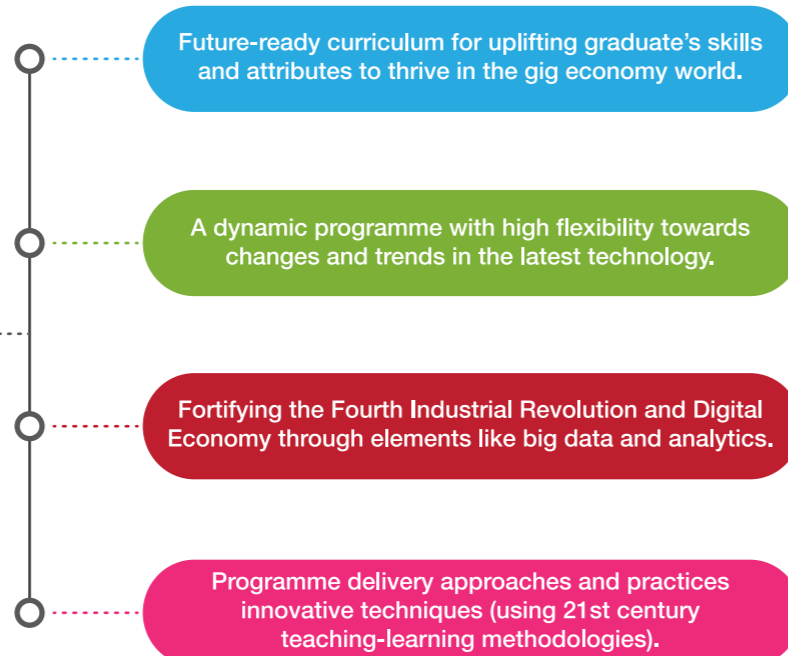 Future-ready curriculum for uplifting graduate’s skills
and attributes to thrive in the gig economy world.
A dynamic programme with high flexibility towards
changes and trends in the latest technology.
Fortifying the Fourth Industrial Revolution and Digital
Economy through elements like big data and analytics.
Programme delivery approaches and practices
innovative techniques (using 21st century
teaching-learning methodologies).